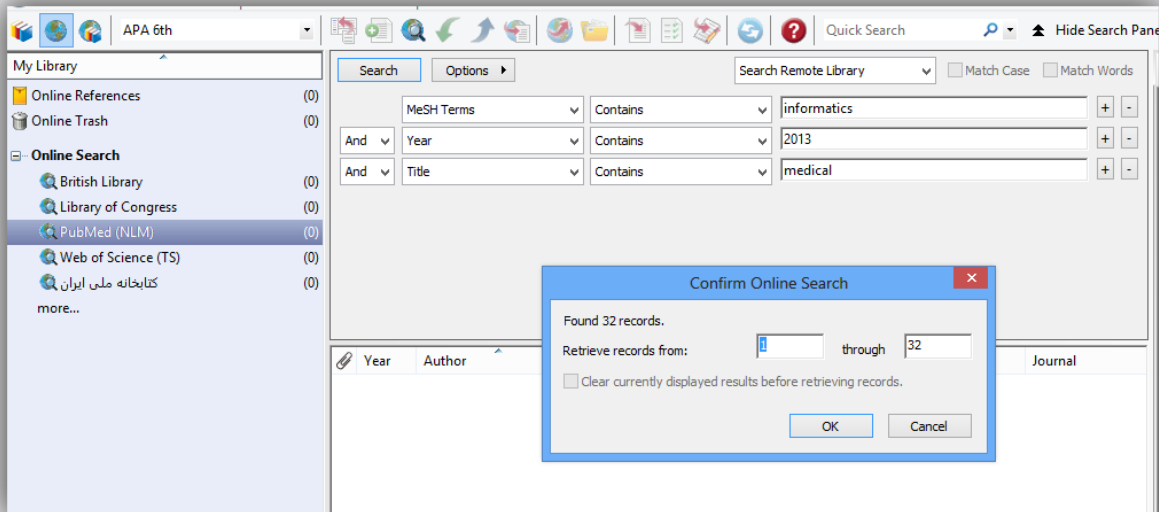 APA 6th
Quick Search
Hide Search Pane
My Library
Online References (0)
Online Trash (0)
Online Search
British Library (0)
Library of Congress (0)
PubMed (NLM) (0)
Web of Science (TS) (0)
کتابخانه ملی ایران (0)
more...
Search Options Search Remote Library Match Case Match Words
MeSH Terms Contains informatics + -
And Year Contains 2013 + -
And Title Contains medical + -
Confirm Online Search
Found 32 records.
Retrieve records from: 1 through 32
Clear currently displayed results before retrieving records.
OK Cancel
Year Author Journal